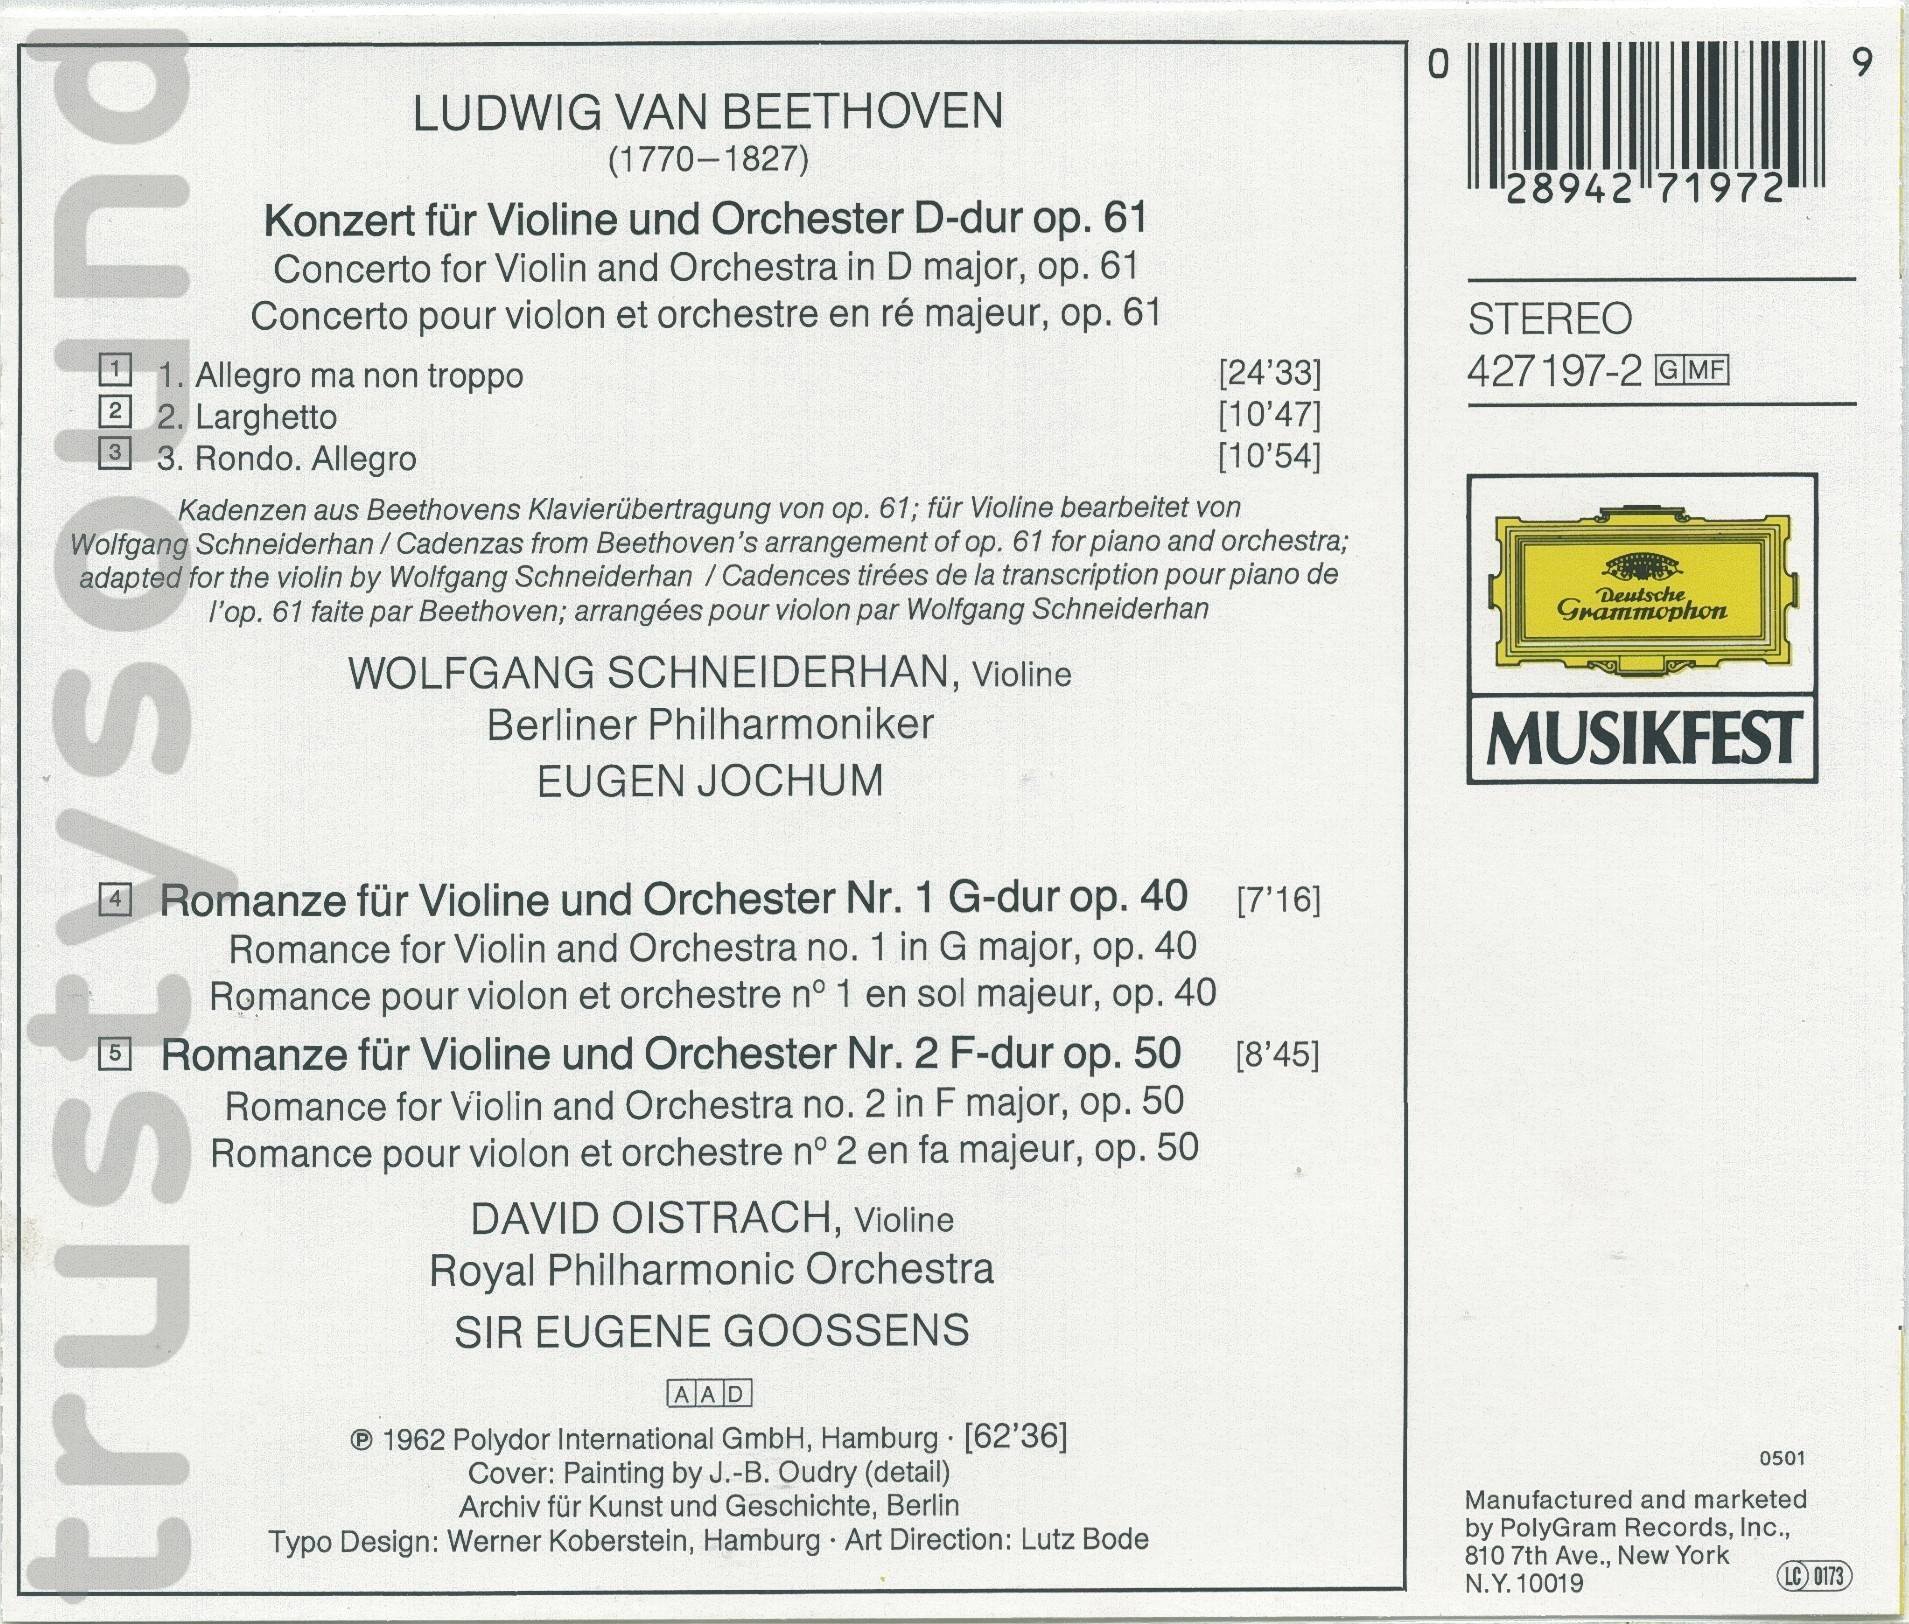 LUDWIG VAN BEETHOVEN
(1770–1827)
Konzert für Violine und Orchester D-dur op. 61
Concerto for Violin and Orchestra in D major, op. 61
Concerto pour violon et orchestre en ré majeur, op. 61
1 1. Allegro ma non troppo [24’33]
2 2. Larghetto [10’47]
3 3. Rondo. Allegro [10’54]
Kadenzen aus Beethovens Klavierübertragung von op. 61; für Violine bearbeitet von
Wolfgang Schneiderhan / Cadenzas from Beethoven’s arrangement of op. 61 for piano and orchestra;
adapted for the violin by Wolfgang Schneiderhan / Cadences tirées de la transcription pour piano de
l’op. 61 faite par Beethoven; arrangées pour violon par Wolfgang Schneiderhan
WOLFGANG SCHNEIDERHAN, Violine
Berliner Philharmoniker
EUGEN JOCHUM
4 Romanze für Violine und Orchester Nr. 1 G-dur op. 40 [7’16]
Romance for Violin and Orchestra no. 1 in G major, op. 40
Romance pour violon et orchestre nº 1 en sol majeur, op. 40
5 Romanze für Violine und Orchester Nr. 2 F-dur op. 50 [8’45]
Romance for Violin and Orchestra no. 2 in F major, op. 50
Romance pour violon et orchestre nº 2 en fa majeur, op. 50
DAVID OISTRACH, Violine
Royal Philharmonic Orchestra
SIR EUGENE GOOSSENS
A A D
℗ 1962 Polydor International GmbH, Hamburg · [62’36]
Cover: Painting by J.-B. Oudry (detail)
Archiv für Kunst und Geschichte, Berlin
Typo Design: Werner Koberstein, Hamburg · Art Direction: Lutz Bode
trustysound
0 28942 71972 9
STEREO
427 197-2 G MF
Deutsche
Grammophon
MUSIKFEST
0501
Manufactured and marketed
by PolyGram Records, Inc.,
810 7th Ave., New York
N.Y. 10019
LC 0173